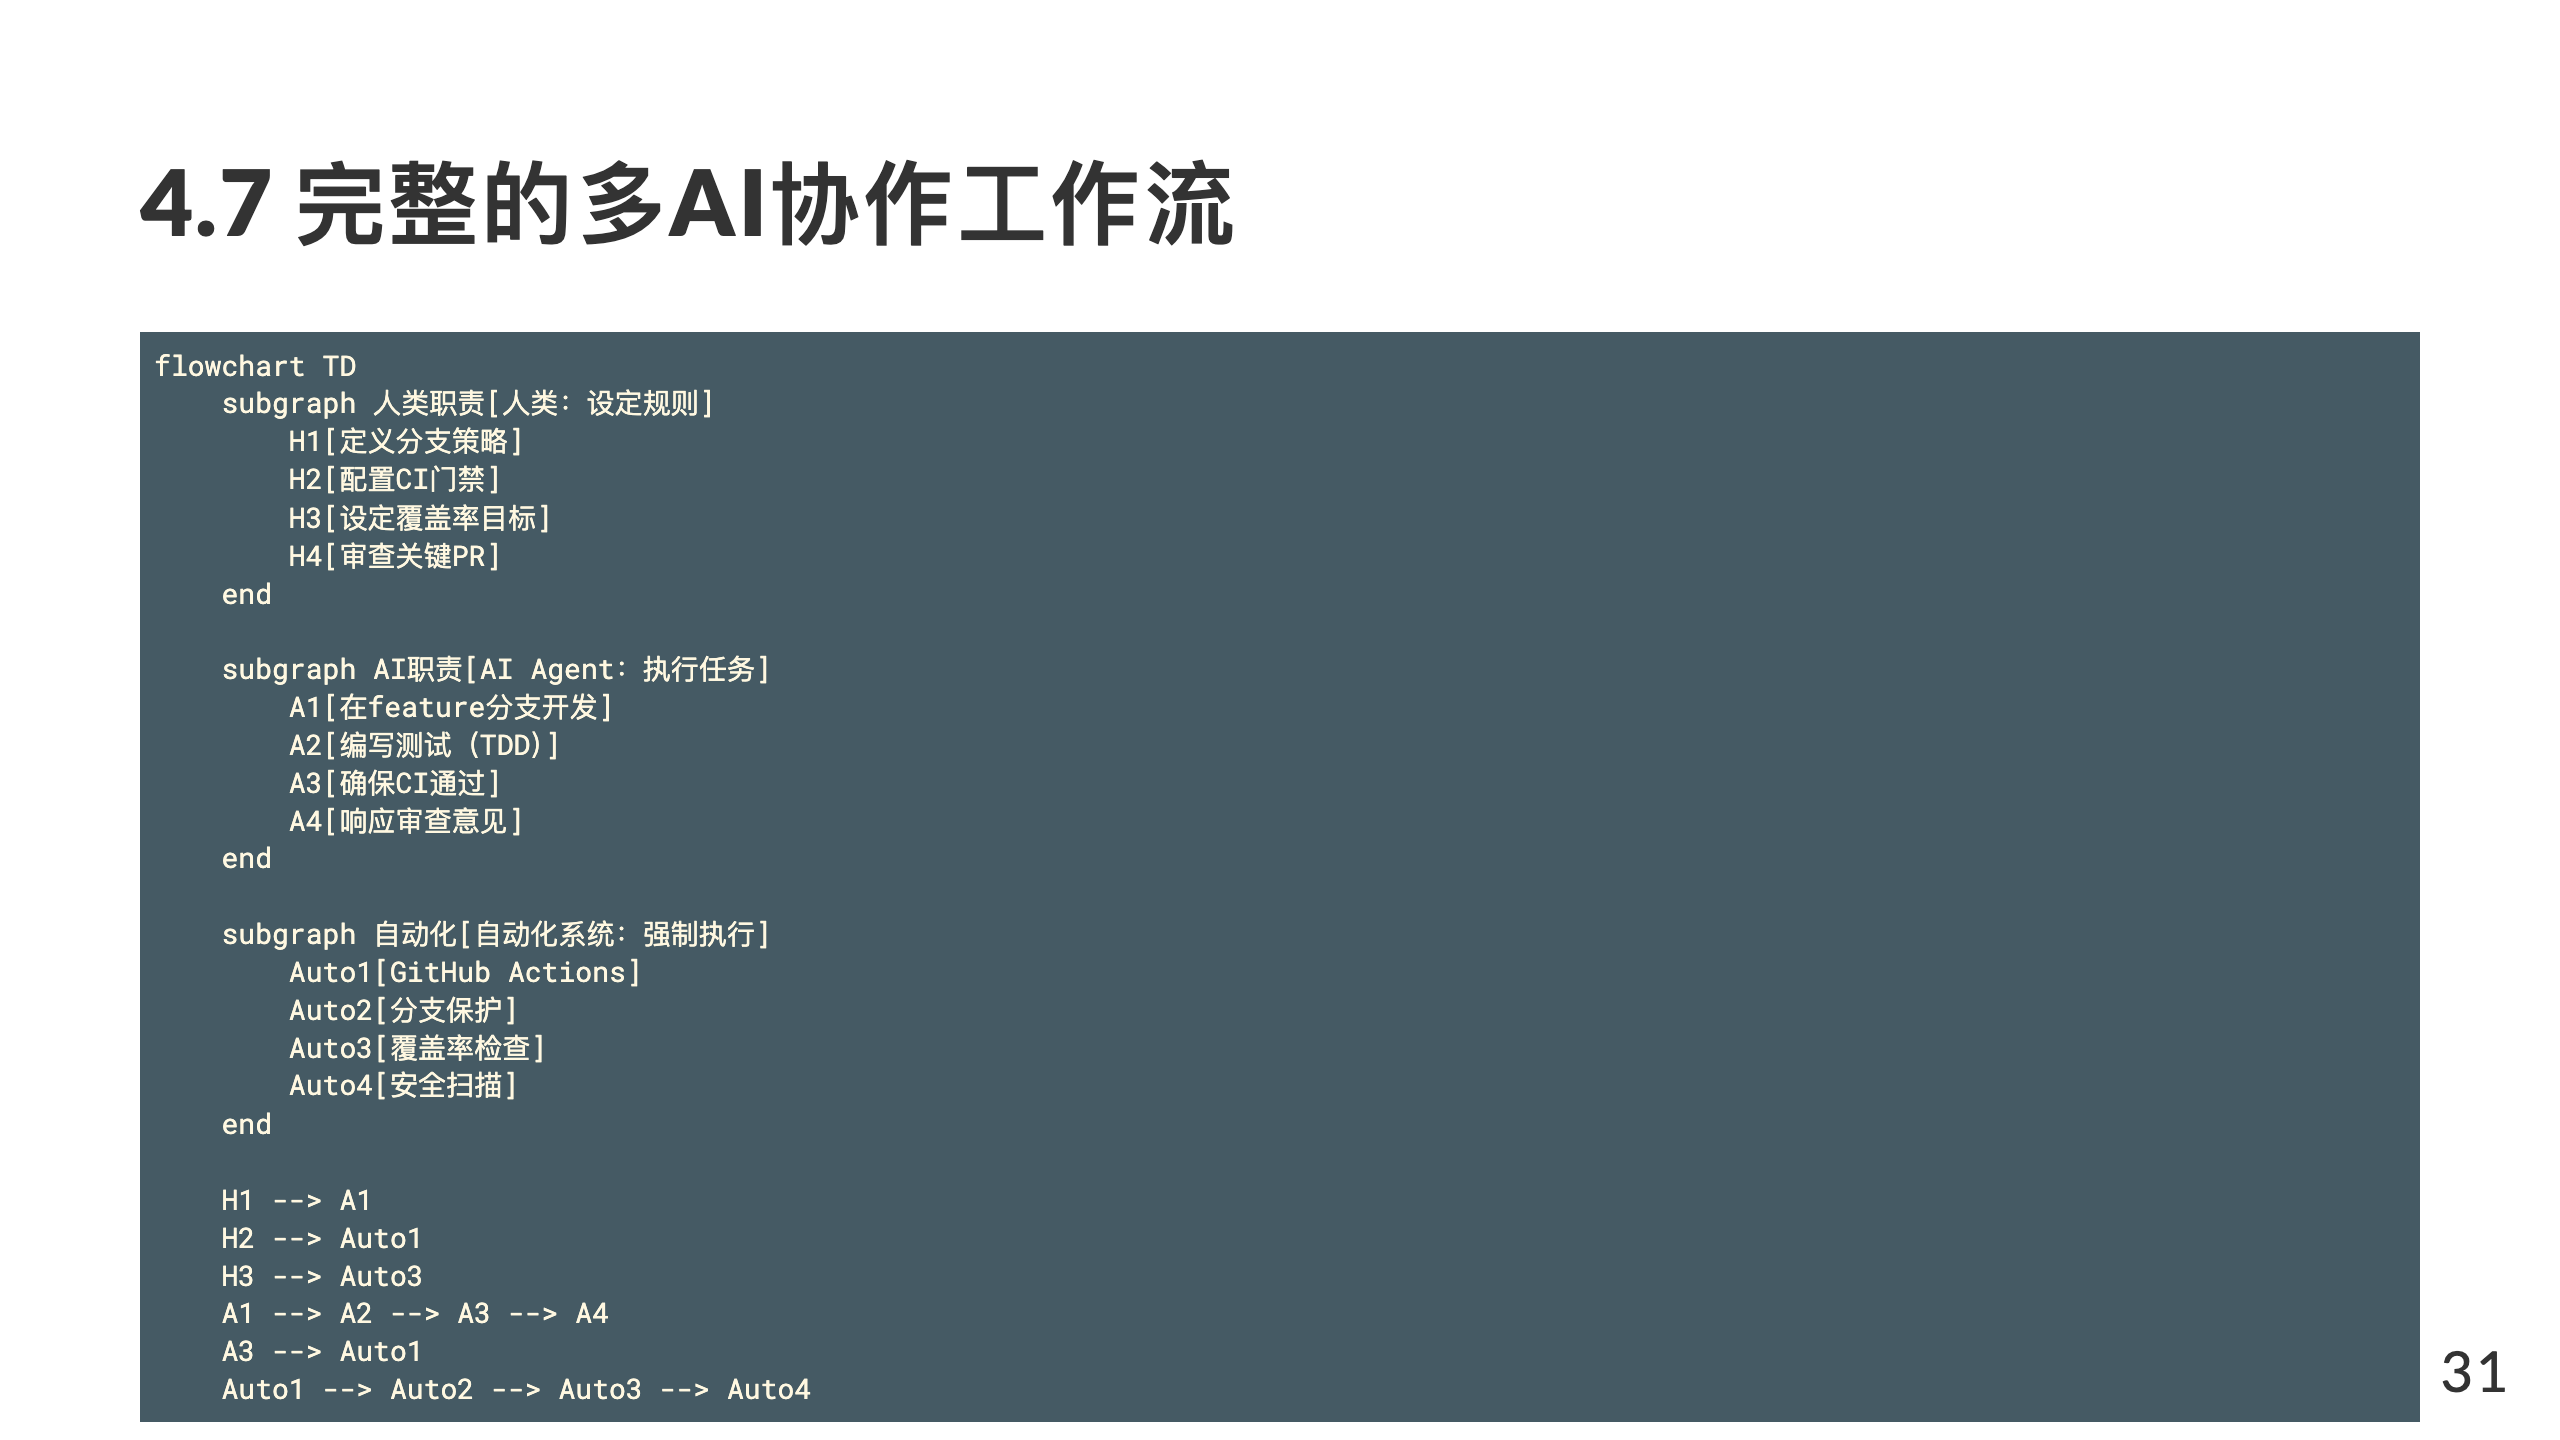 4.7 完整的多AI协作工作流
flowchart TD
    subgraph 人类职责[人类：设定规则]
        H1[定义分支策略]
        H2[配置CI门禁]
        H3[设定覆盖率目标]
        H4[审查关键PR]
    end

    subgraph AI职责[AI Agent：执行任务]
        A1[在feature分支开发]
        A2[编写测试（TDD）]
        A3[确保CI通过]
        A4[响应审查意见]
    end

    subgraph 自动化[自动化系统：强制执行]
        Auto1[GitHub Actions]
        Auto2[分支保护]
        Auto3[覆盖率检查]
        Auto4[安全扫描]
    end

    H1 --> A1
    H2 --> Auto1
    H3 --> Auto3
    A1 --> A2 --> A3 --> A4
    A3 --> Auto1
    Auto1 --> Auto2 --> Auto3 --> Auto4
31